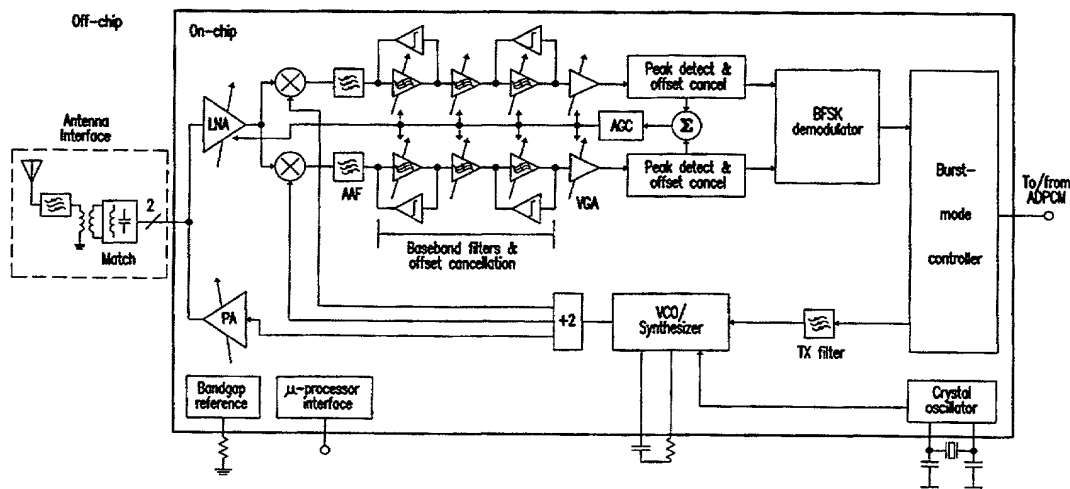 Off-chip
On-chip
Antenna
Interface
2
Match
LNA
PA
AAF
VGA
Baseband filters &
offset cancellation
Peak detect &
offset cancel
AGC
Σ
Peak detect &
offset cancel
BFSK
demodulator
Burst-
mode
controller
To/from
ADPCM
÷2
VCO/
Synthesizer
TX filter
Bandgap
reference
μ-processor
interface
Crystal
oscillator